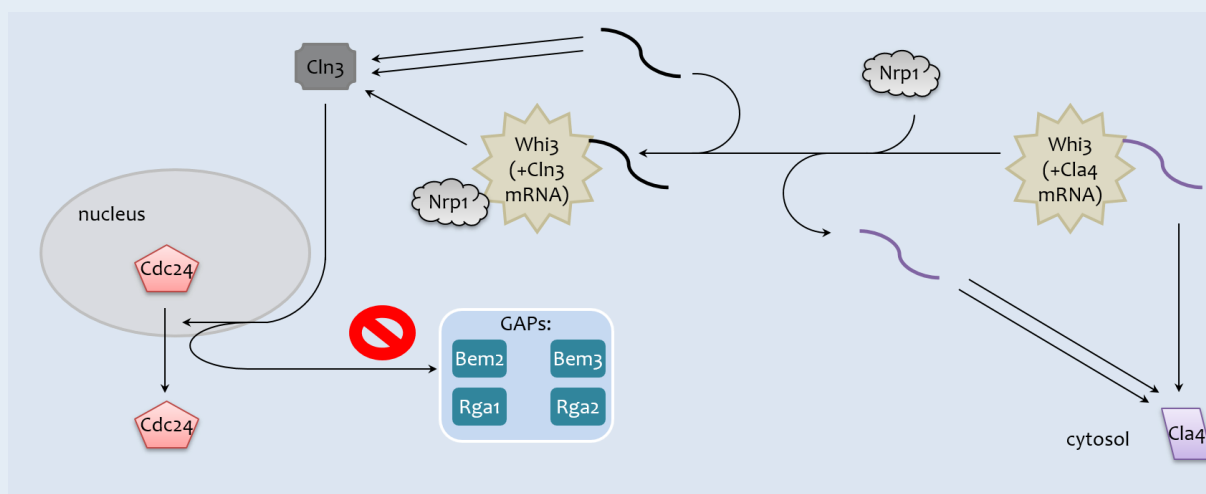 Cln3
Nrp1
Whi3
(+Cln3
mRNA)
Nrp1
Whi3
(+Cla4
mRNA)
nucleus
Cdc24
GAPs:
Bem2
Bem3
Rga1
Rga2
Cdc24
cytosol
Cla4